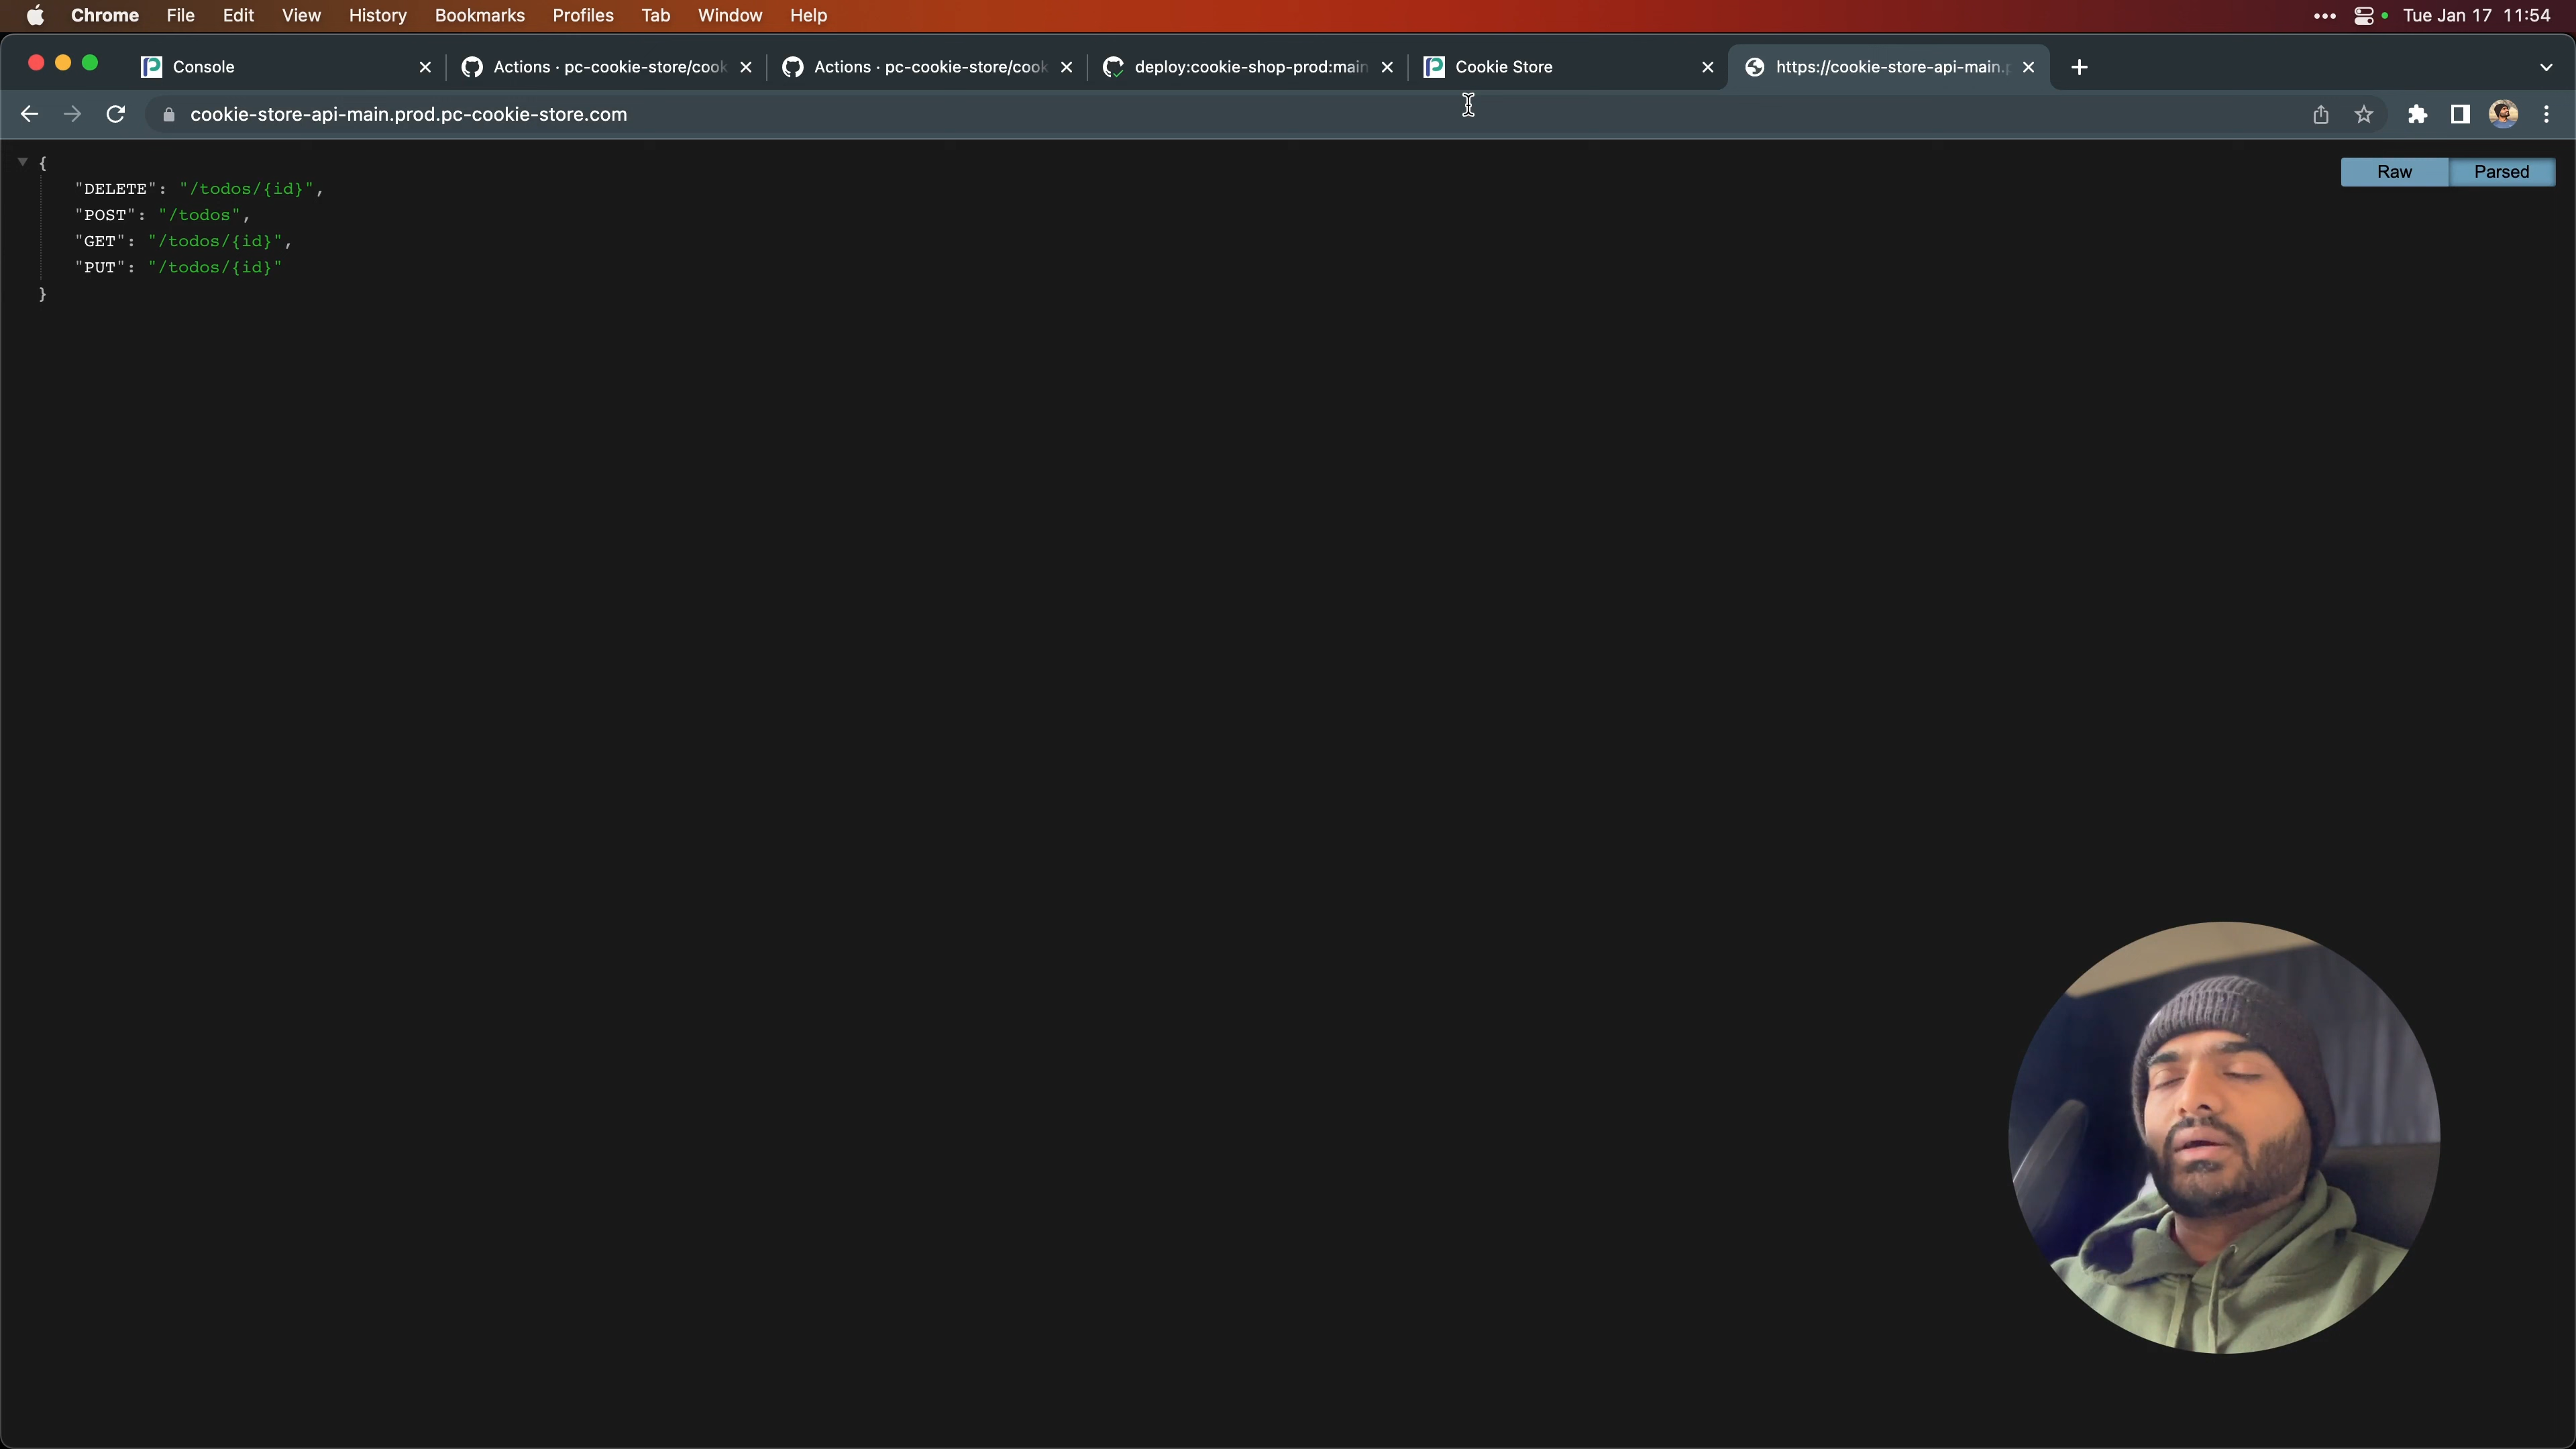 Chrome File Edit View History Bookmarks Profiles Tab Window Help Tue Jan 17 11:54
Console Actions · pc-cookie-store/cook Actions · pc-cookie-store/cook deploy:cookie-shop-prod:main Cookie Store https://cookie-store-api-main.p
cookie-store-api-main.prod.pc-cookie-store.com
{
Raw Parsed
"DELETE": "/todos/{id}",
"POST": "/todos",
"GET": "/todos/{id}",
"PUT": "/todos/{id}"
}